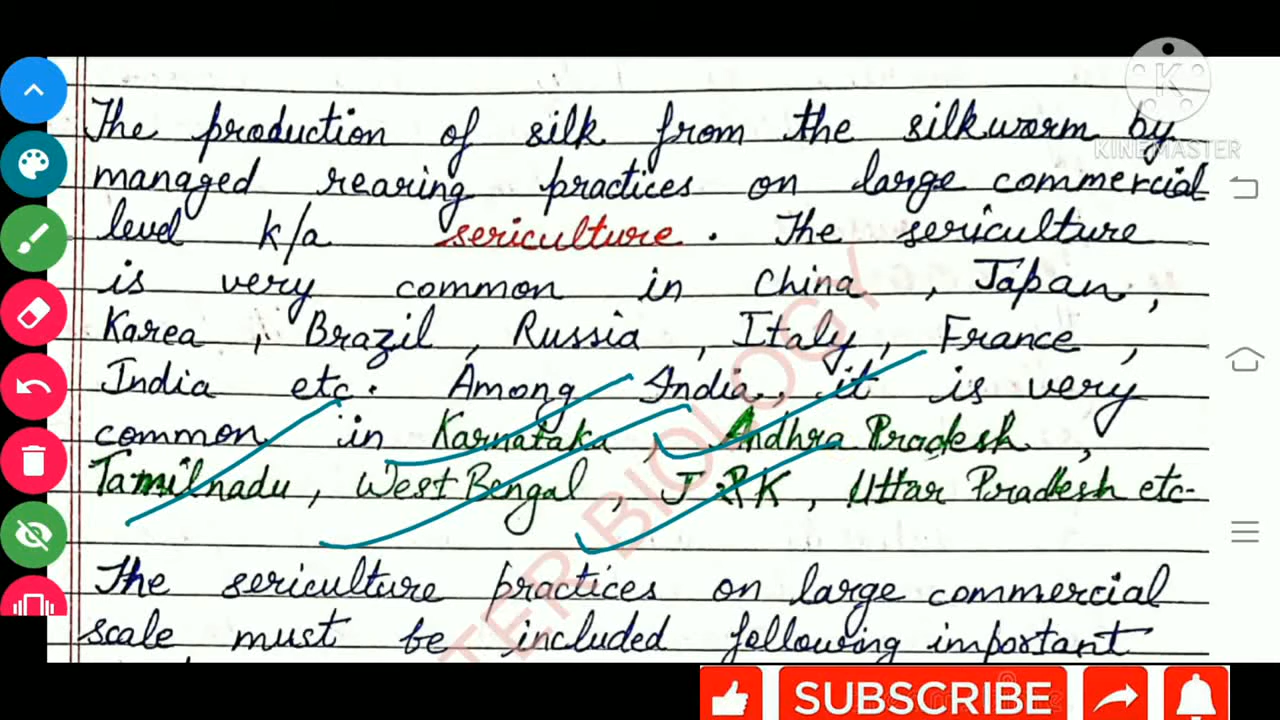 The production of silk from the silkworm by
managed rearing practices on large commercial
level k/a sericulture. The sericulture
is very common in China, Japan,
Karea, Brazil, Russia, Italy, France,
India etc. Among India, it is very
common in Karnataka, Andhra Pradesh,
Tamilnadu, West Bengal, J&K, Uttar Pradesh etc-
The sericulture practices on large commercial
scale must be included following important
KINEMASTER
TER BIOLOGY
SUBSCRIBE